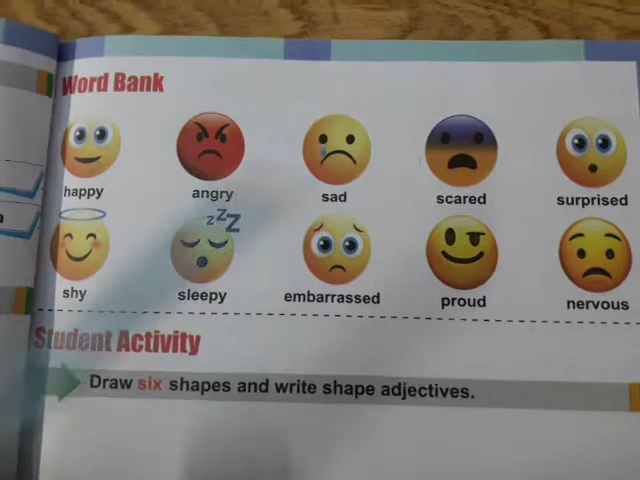 Word Bank
happy angry sad scared surprised
zZZ
shy sleepy embarrassed proud nervous
Student Activity
Draw six shapes and write shape adjectives.